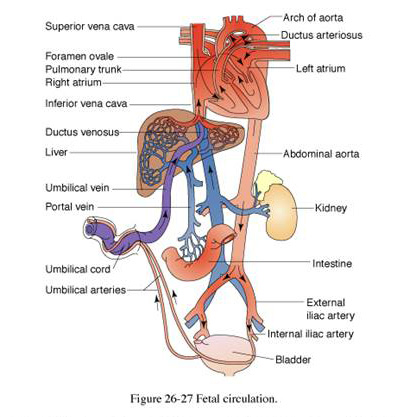 Superior vena cava
Foramen ovale
Pulmonary trunk
Right atrium
Inferior vena cava
Ductus venosus
Liver
Umbilical vein
Portal vein
Umbilical cord
Umbilical arteries
Arch of aorta
Ductus arteriosus
Left atrium
Abdominal aorta
Kidney
Intestine
External
iliac artery
Internal iliac artery
Bladder
Figure 26-27 Fetal circulation.